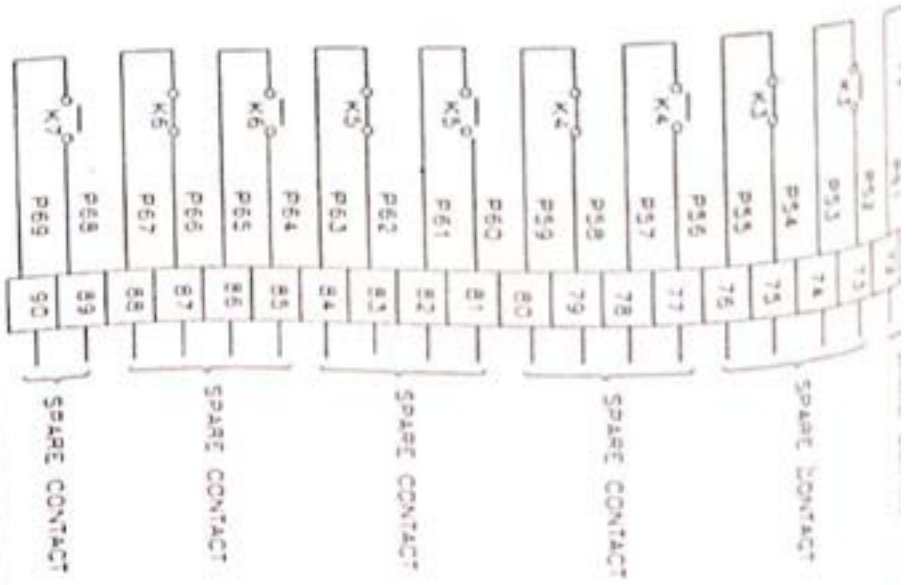 P52 73
K3
P53 74
SPARE CONTACT
P54 75
K3
P55 76
P56 77
K4
P57 78
SPARE CONTACT
P58 79
K4
P59 80
P60 81
K5
P61 82
SPARE CONTACT
P62 83
K5
P63 84
P64 85
K6
P65 86
SPARE CONTACT
P66 87
K6
P67 88
P68 89
K7
SPARE CONTACT
P69 90